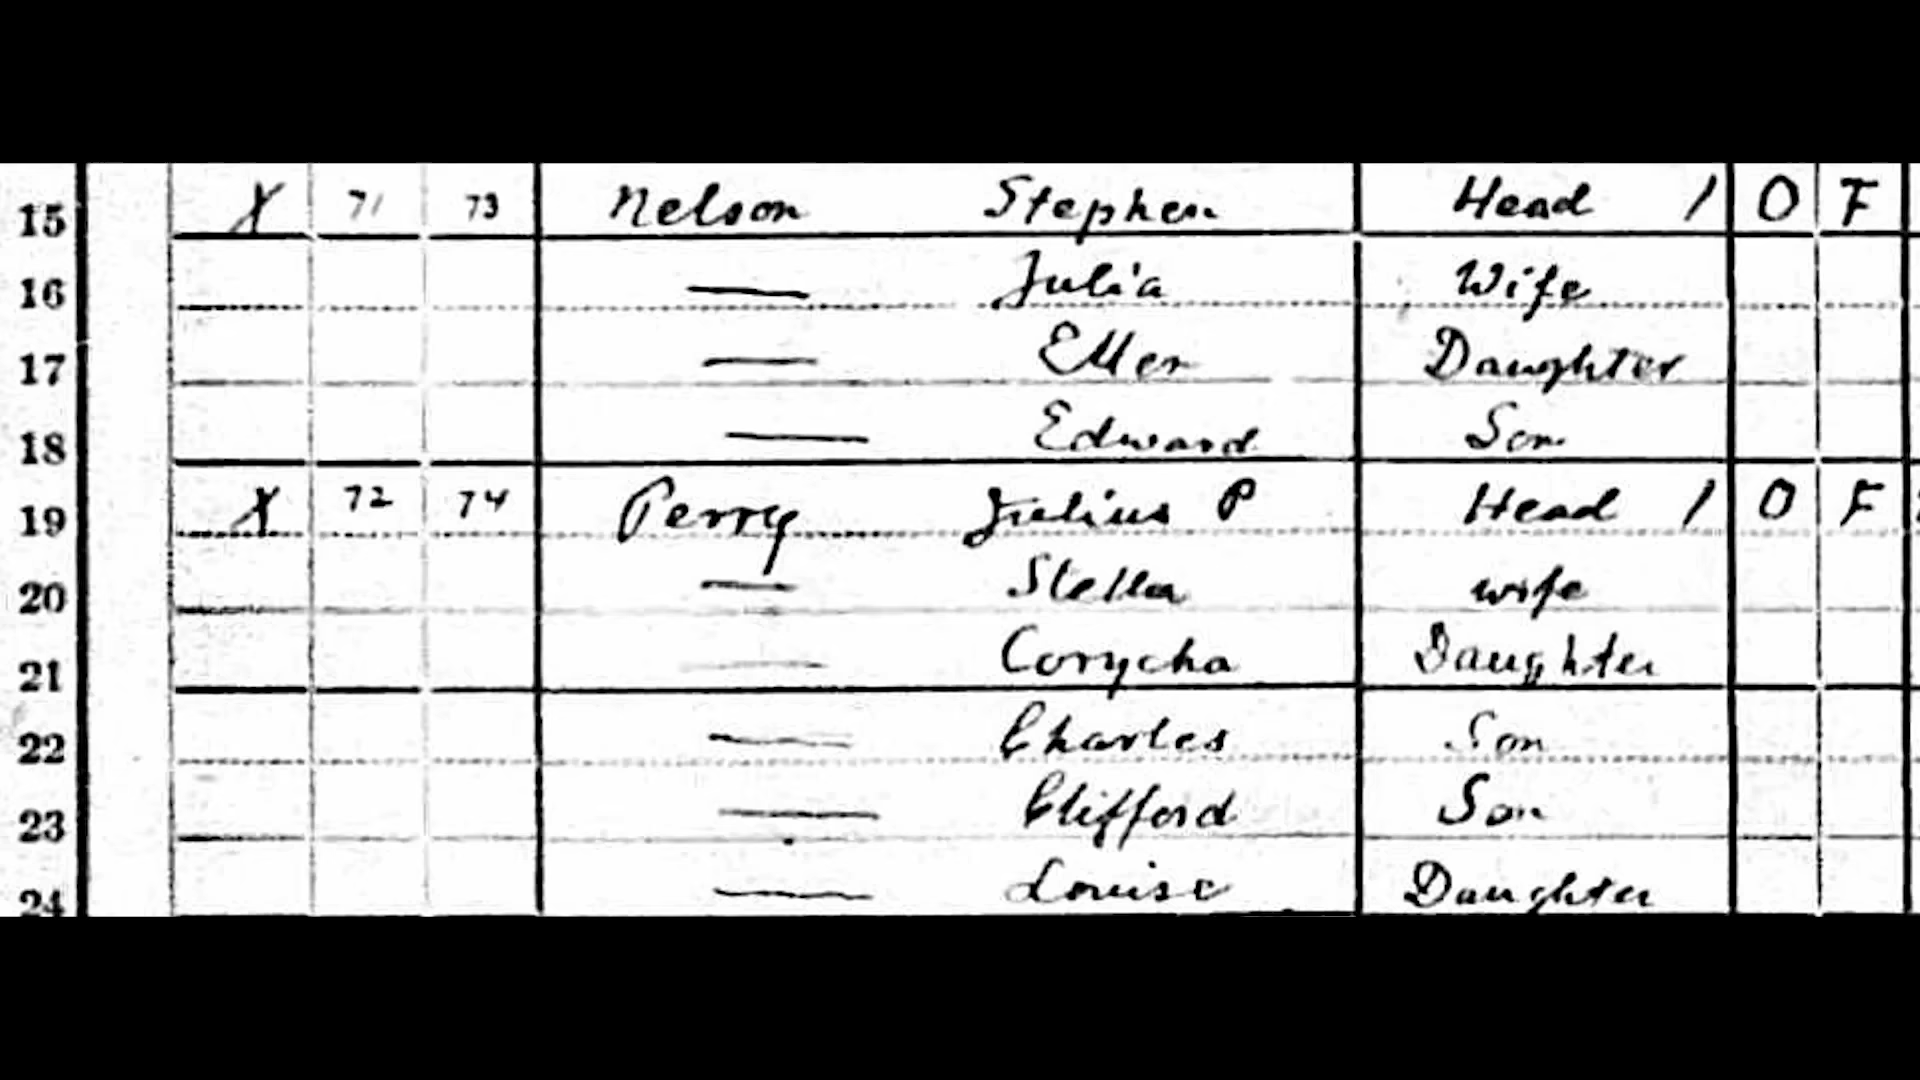 15 X 71 73 Nelson Stephen Head 1 O F
16 — Julia Wife
17 — Ellen Daughter
18 — Edward Son
19 X 72 74 Perry Julius P Head 1 O F
20 — Stella wife
21 — Corycha Daughter
22 — Charles Son
23 — Clifford Son
24 — Louise Daughter